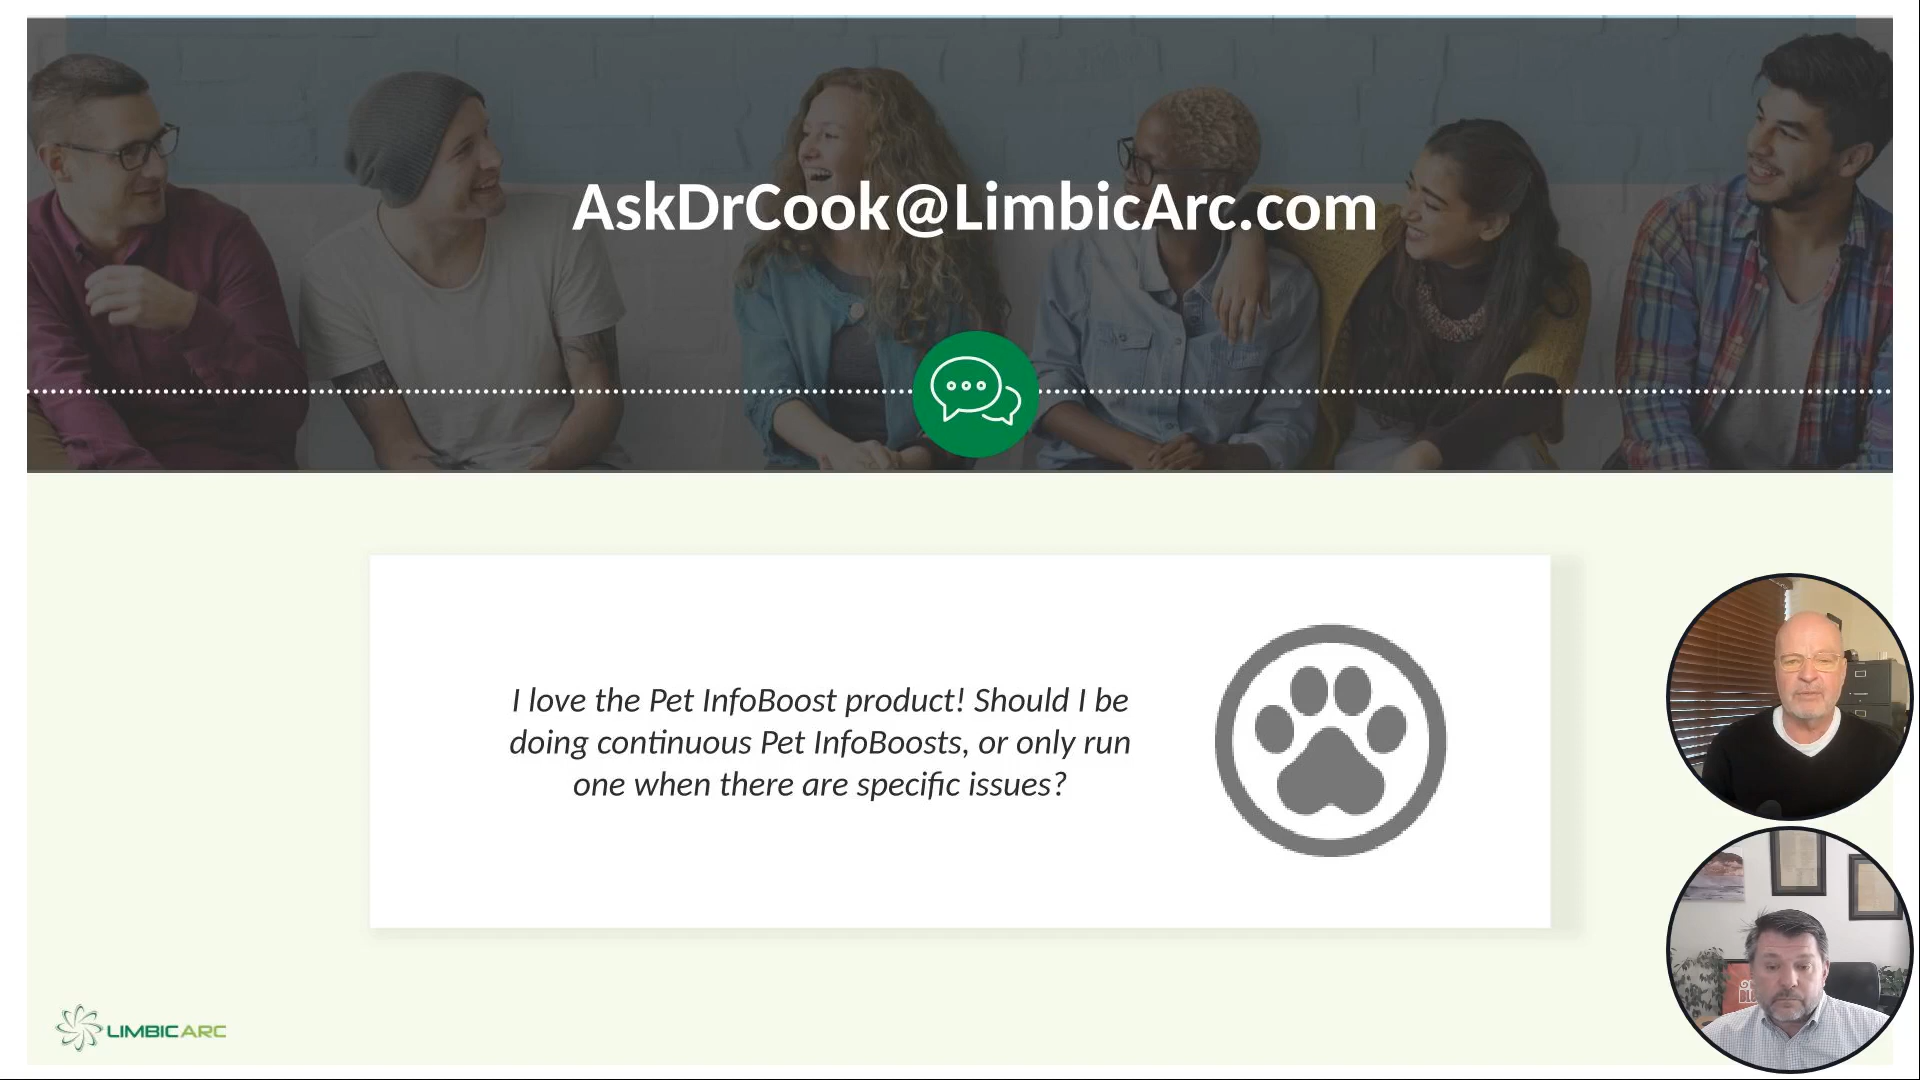 AskDrCook@LimbicArc.com
I love the Pet InfoBoost product! Should I be
doing continuous Pet InfoBoosts, or only run
one when there are specific issues?
LIMBICARC